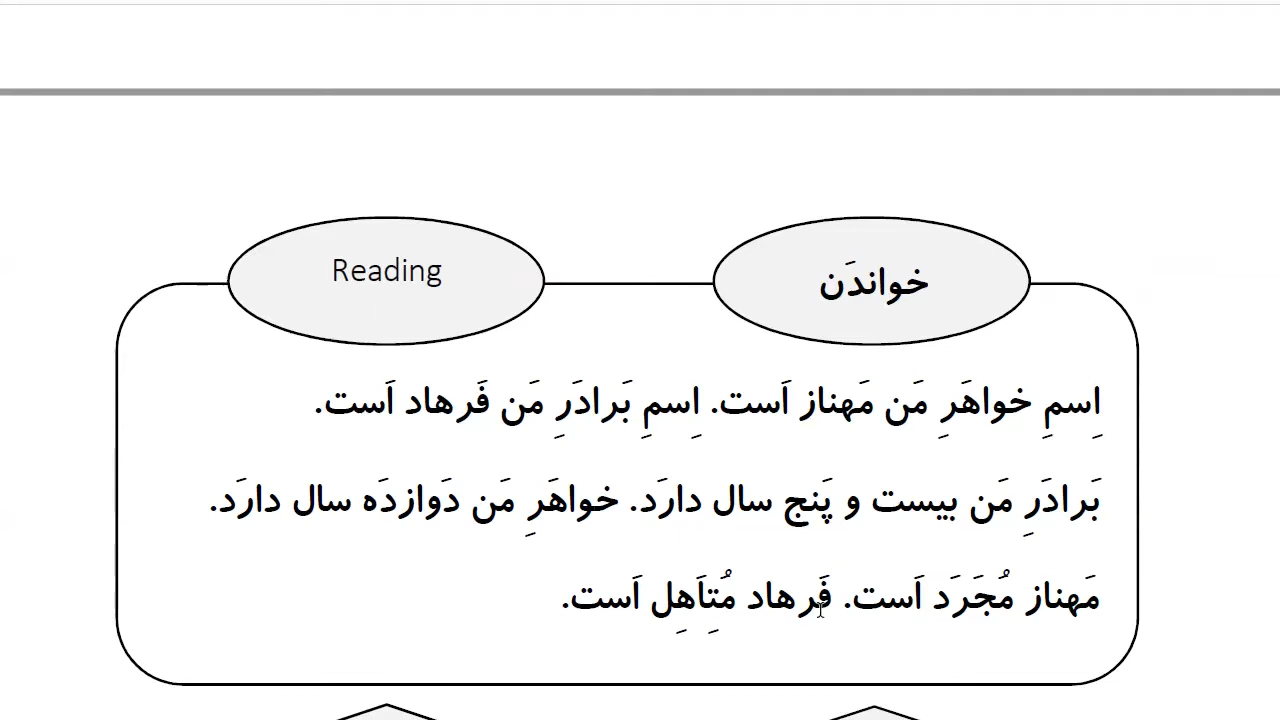 Reading
خواندَن
اِسمِ خواهَرِ مَن مَهناز اَست. اِسمِ بَرادَرِ مَن فَرهاد اَست.
بَرادَرِ مَن بیست و پَنج سال دارَد. خواهَرِ مَن دَوازدَه سال دارَد.
مَهناز مُجَرَد اَست. فَرهاد مُتِاَهِل اَست.